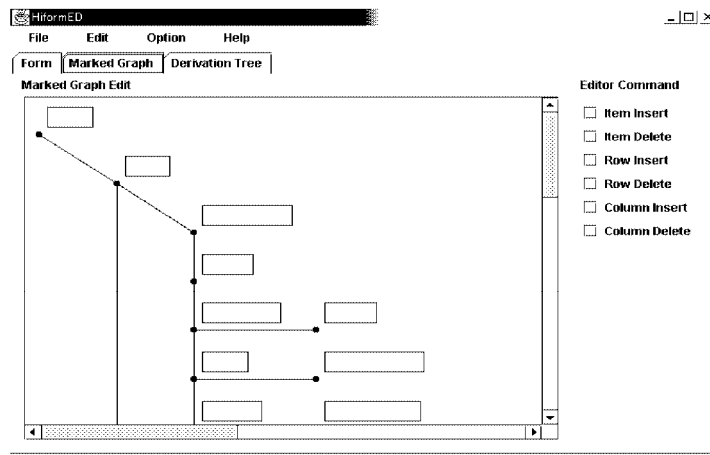 HiformED
File Edit Option Help
Form Marked Graph Derivation Tree
Marked Graph Edit
Editor Command
Item Insert
Item Delete
Row Insert
Row Delete
Column Insert
Column Delete